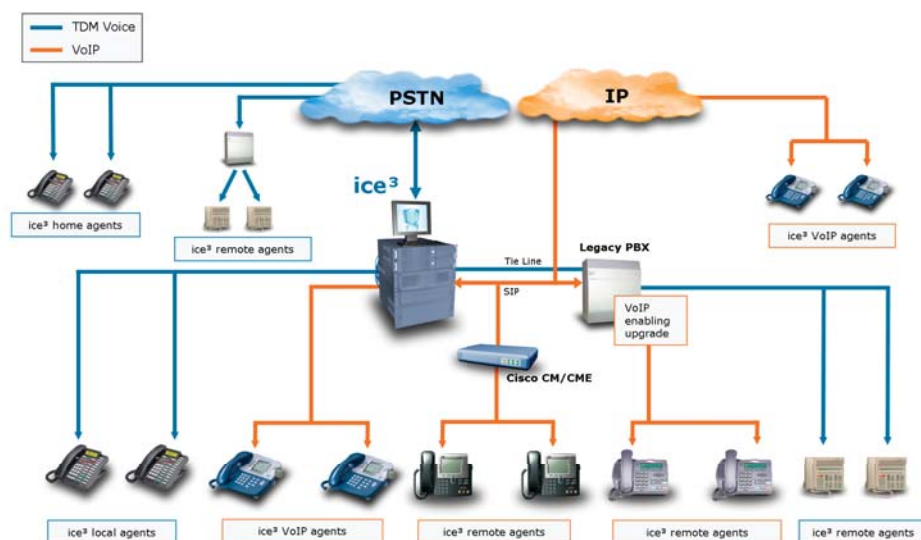 TDM Voice
VoIP
PSTN
IP
ice³
ice³ home agents
ice³ remote agents
ice³ VoIP agents
Legacy PBX
Tie Line
SIP
VoIP
enabling
upgrade
Cisco CM/CME
ice³ local agents
ice³ VoIP agents
ice³ remote agents
ice³ remote agents
ice³ remote agents